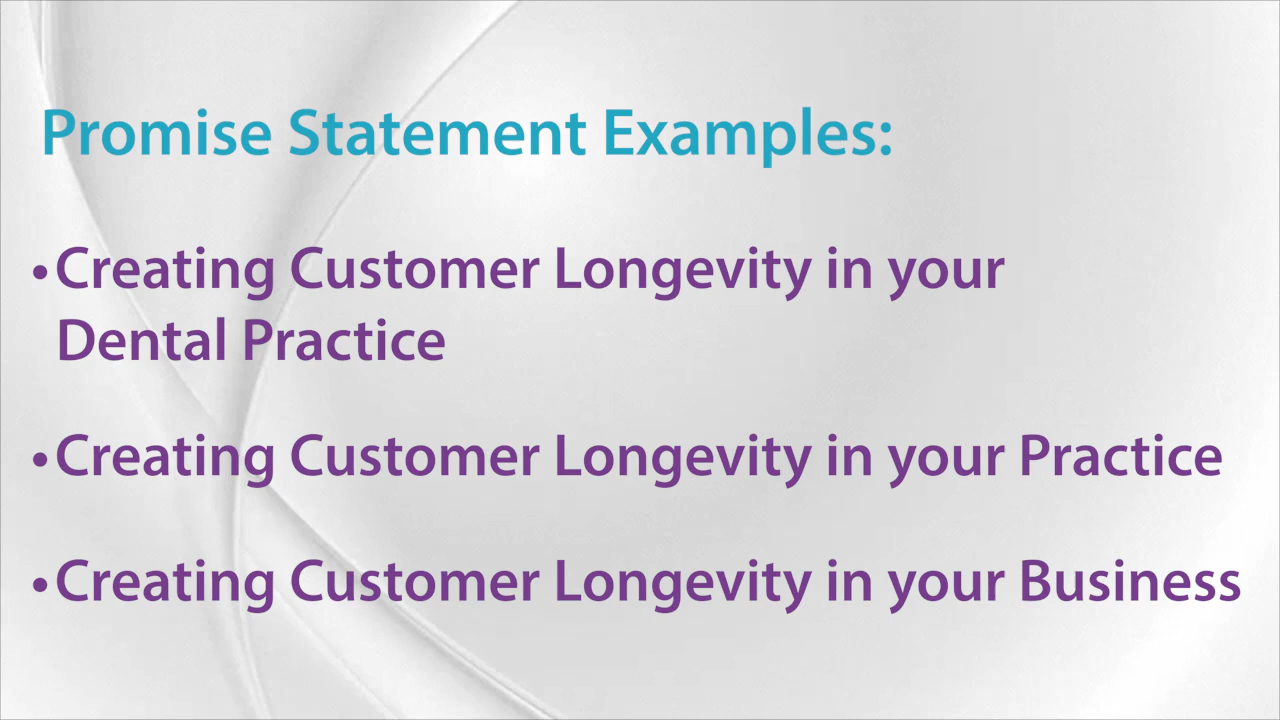 Promise Statement Examples:
•Creating Customer Longevity in your
Dental Practice
•Creating Customer Longevity in your Practice
•Creating Customer Longevity in your Business